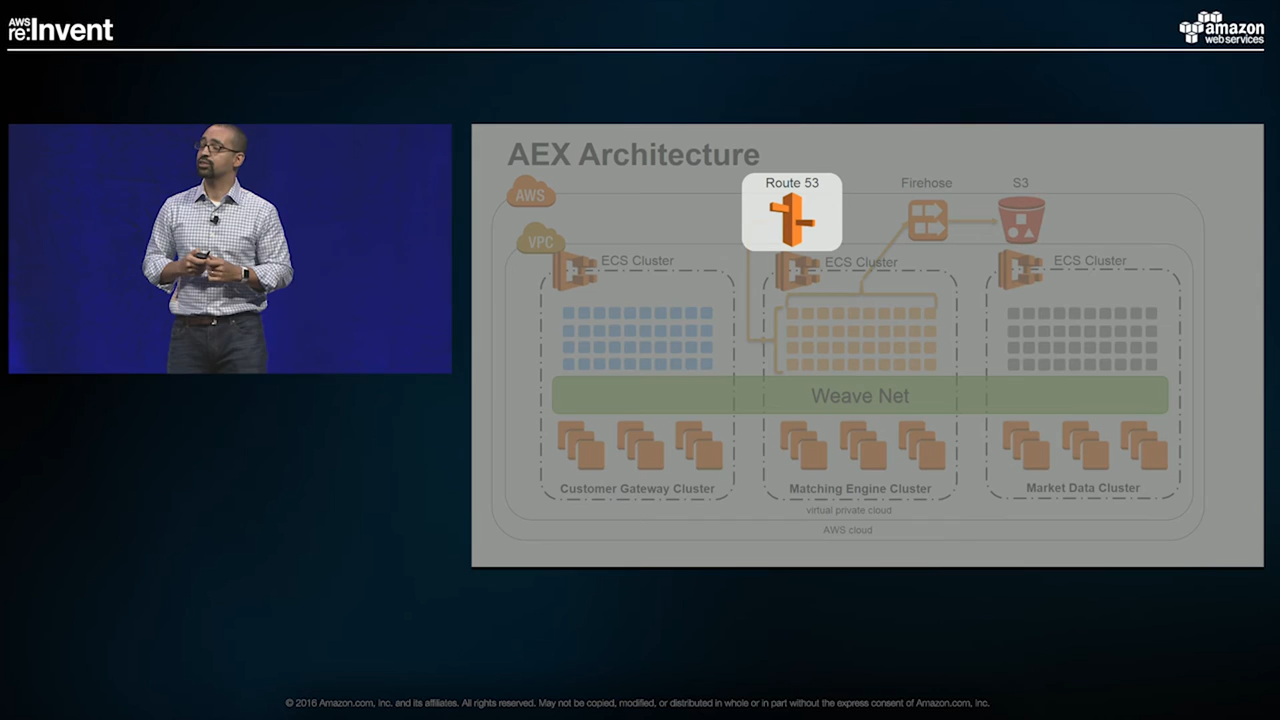 AWS
re:Invent
amazon
web services
AEX Architecture
Route 53
Firehose
S3
AWS
VPC
ECS Cluster
ECS Cluster
ECS Cluster
Weave Net
Customer Gateway Cluster
Matching Engine Cluster
Market Data Cluster
virtual private cloud
AWS cloud
© 2016 Amazon.com, Inc. and its affiliates. All rights reserved. May not be copied, modified, or distributed in whole or in part without the express consent of Amazon.com, Inc.